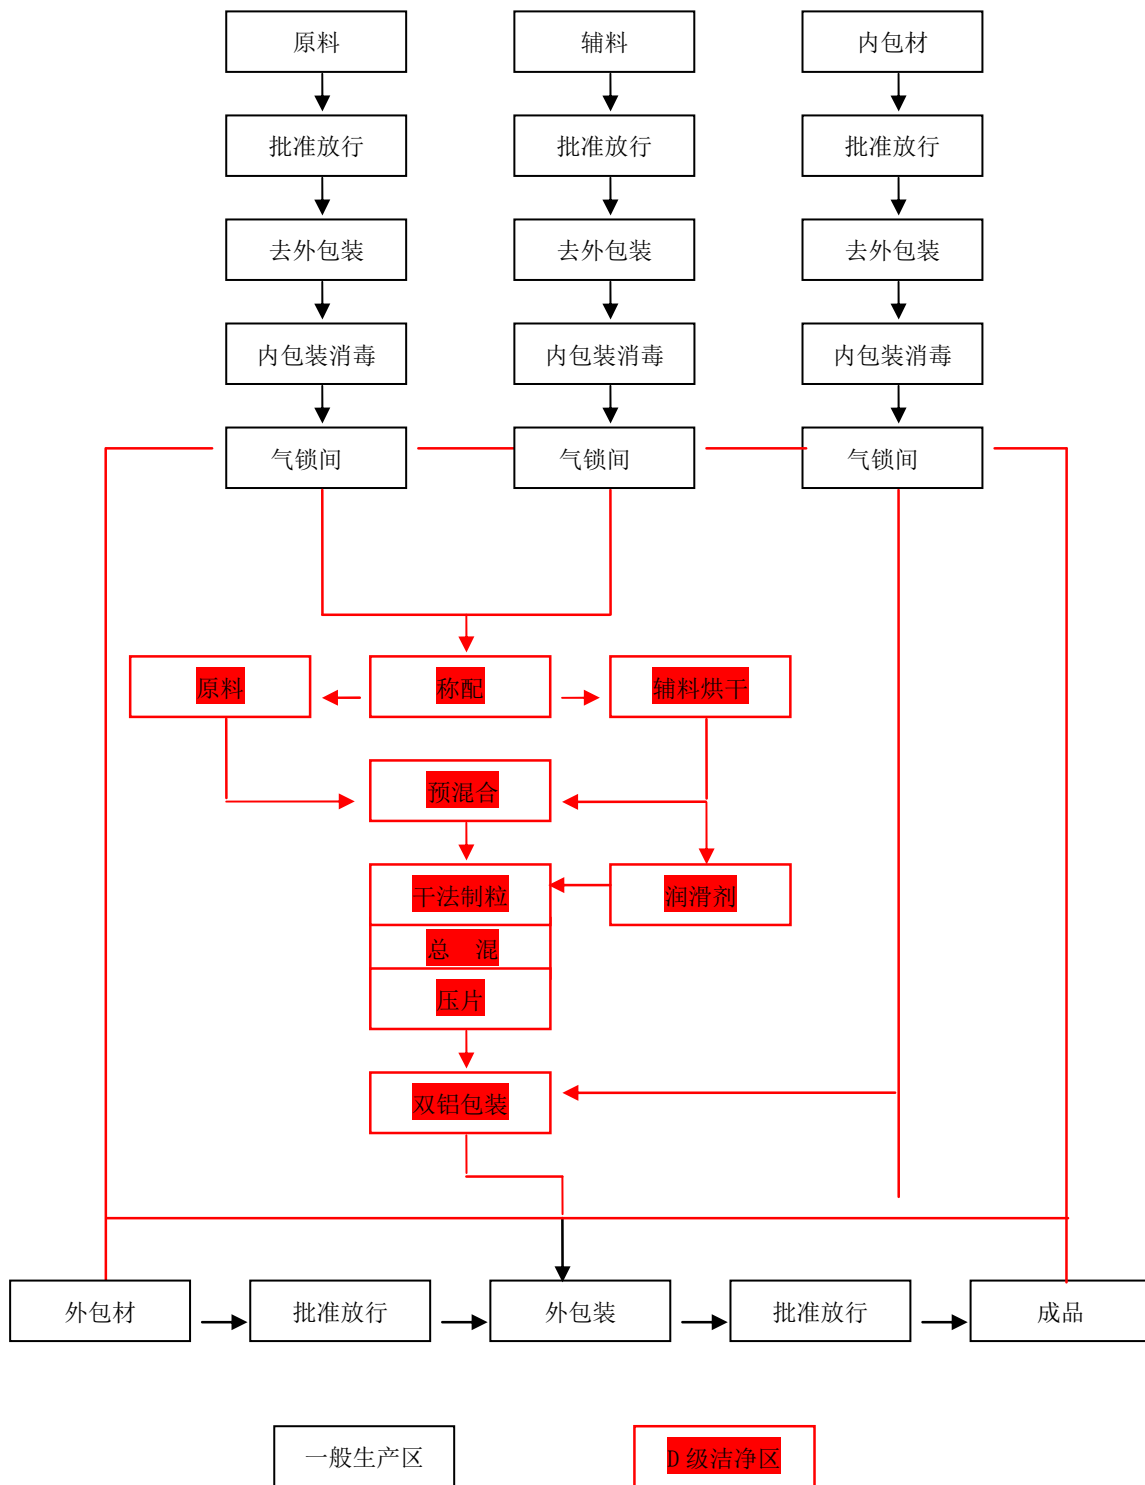 原料
辅料
内包材
批准放行
批准放行
批准放行
去外包装
去外包装
去外包装
内包装消毒
内包装消毒
内包装消毒
气锁间
气锁间
气锁间
原料
称配
辅料烘干
预混合
干法制粒
润滑剂
总 混
压片
双铝包装
外包材
批准放行
外包装
批准放行
成品
一般生产区
D 级洁净区